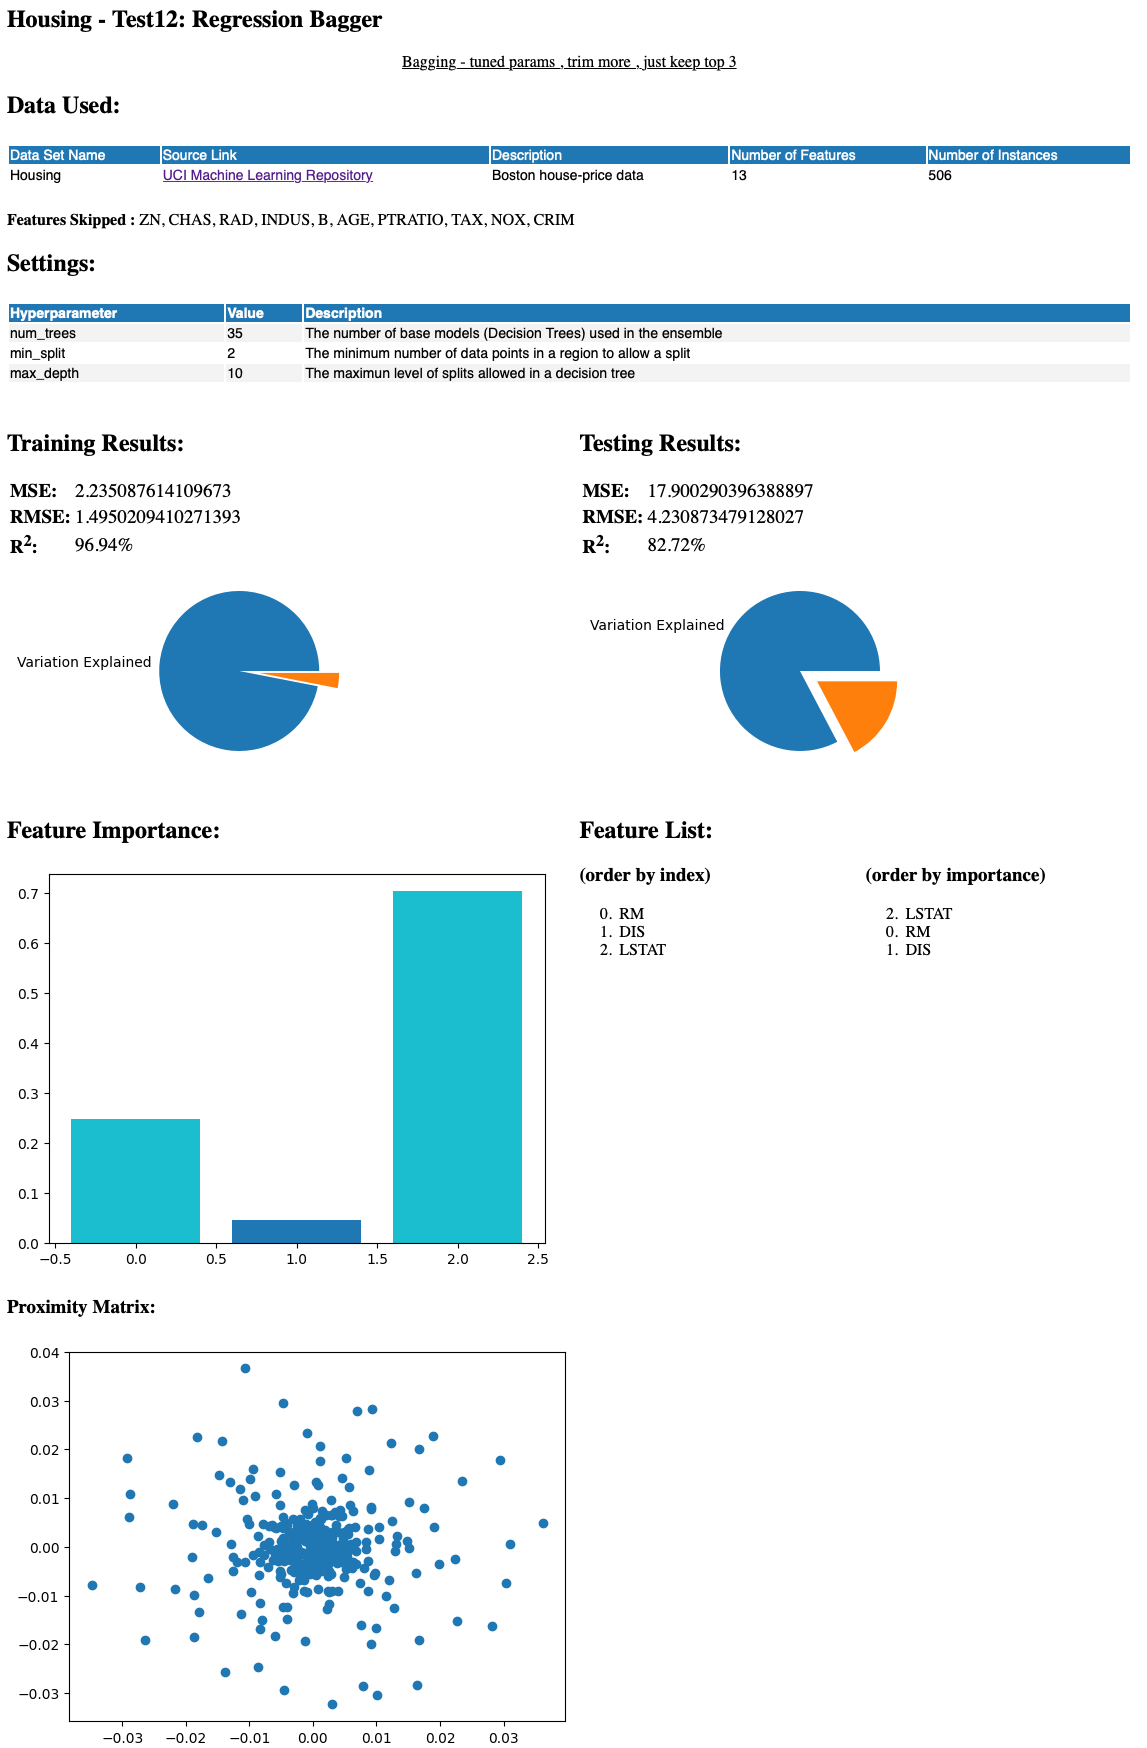 Housing - Test12: Regression Bagger
Bagging - tuned params , trim more , just keep top 3
Data Used:
Data Set Name Source Link Description Number of Features Number of Instances
Housing UCI Machine Learning Repository Boston house-price data 13 506
Features Skipped : ZN, CHAS, RAD, INDUS, B, AGE, PTRATIO, TAX, NOX, CRIM
Settings:
Hyperparameter Value Description
num_trees 35 The number of base models (Decision Trees) used in the ensemble
min_split 2 The minimum number of data points in a region to allow a split
max_depth 10 The maximun level of splits allowed in a decision tree
Training Results:
MSE: 2.235087614109673
RMSE: 1.4950209410271393
R²: 96.94%
Variation Explained
Testing Results:
MSE: 17.900290396388897
RMSE: 4.230873479128027
R²: 82.72%
Variation Explained
Feature Importance:
0.7
0.6
0.5
0.4
0.3
0.2
0.1
0.0
−0.5 0.0 0.5 1.0 1.5 2.0 2.5
Feature List:
(order by index)
0. RM
1. DIS
2. LSTAT
(order by importance)
2. LSTAT
0. RM
1. DIS
Proximity Matrix:
0.04
0.03
0.02
0.01
0.00
−0.01
−0.02
−0.03
−0.03 −0.02 −0.01 0.00 0.01 0.02 0.03